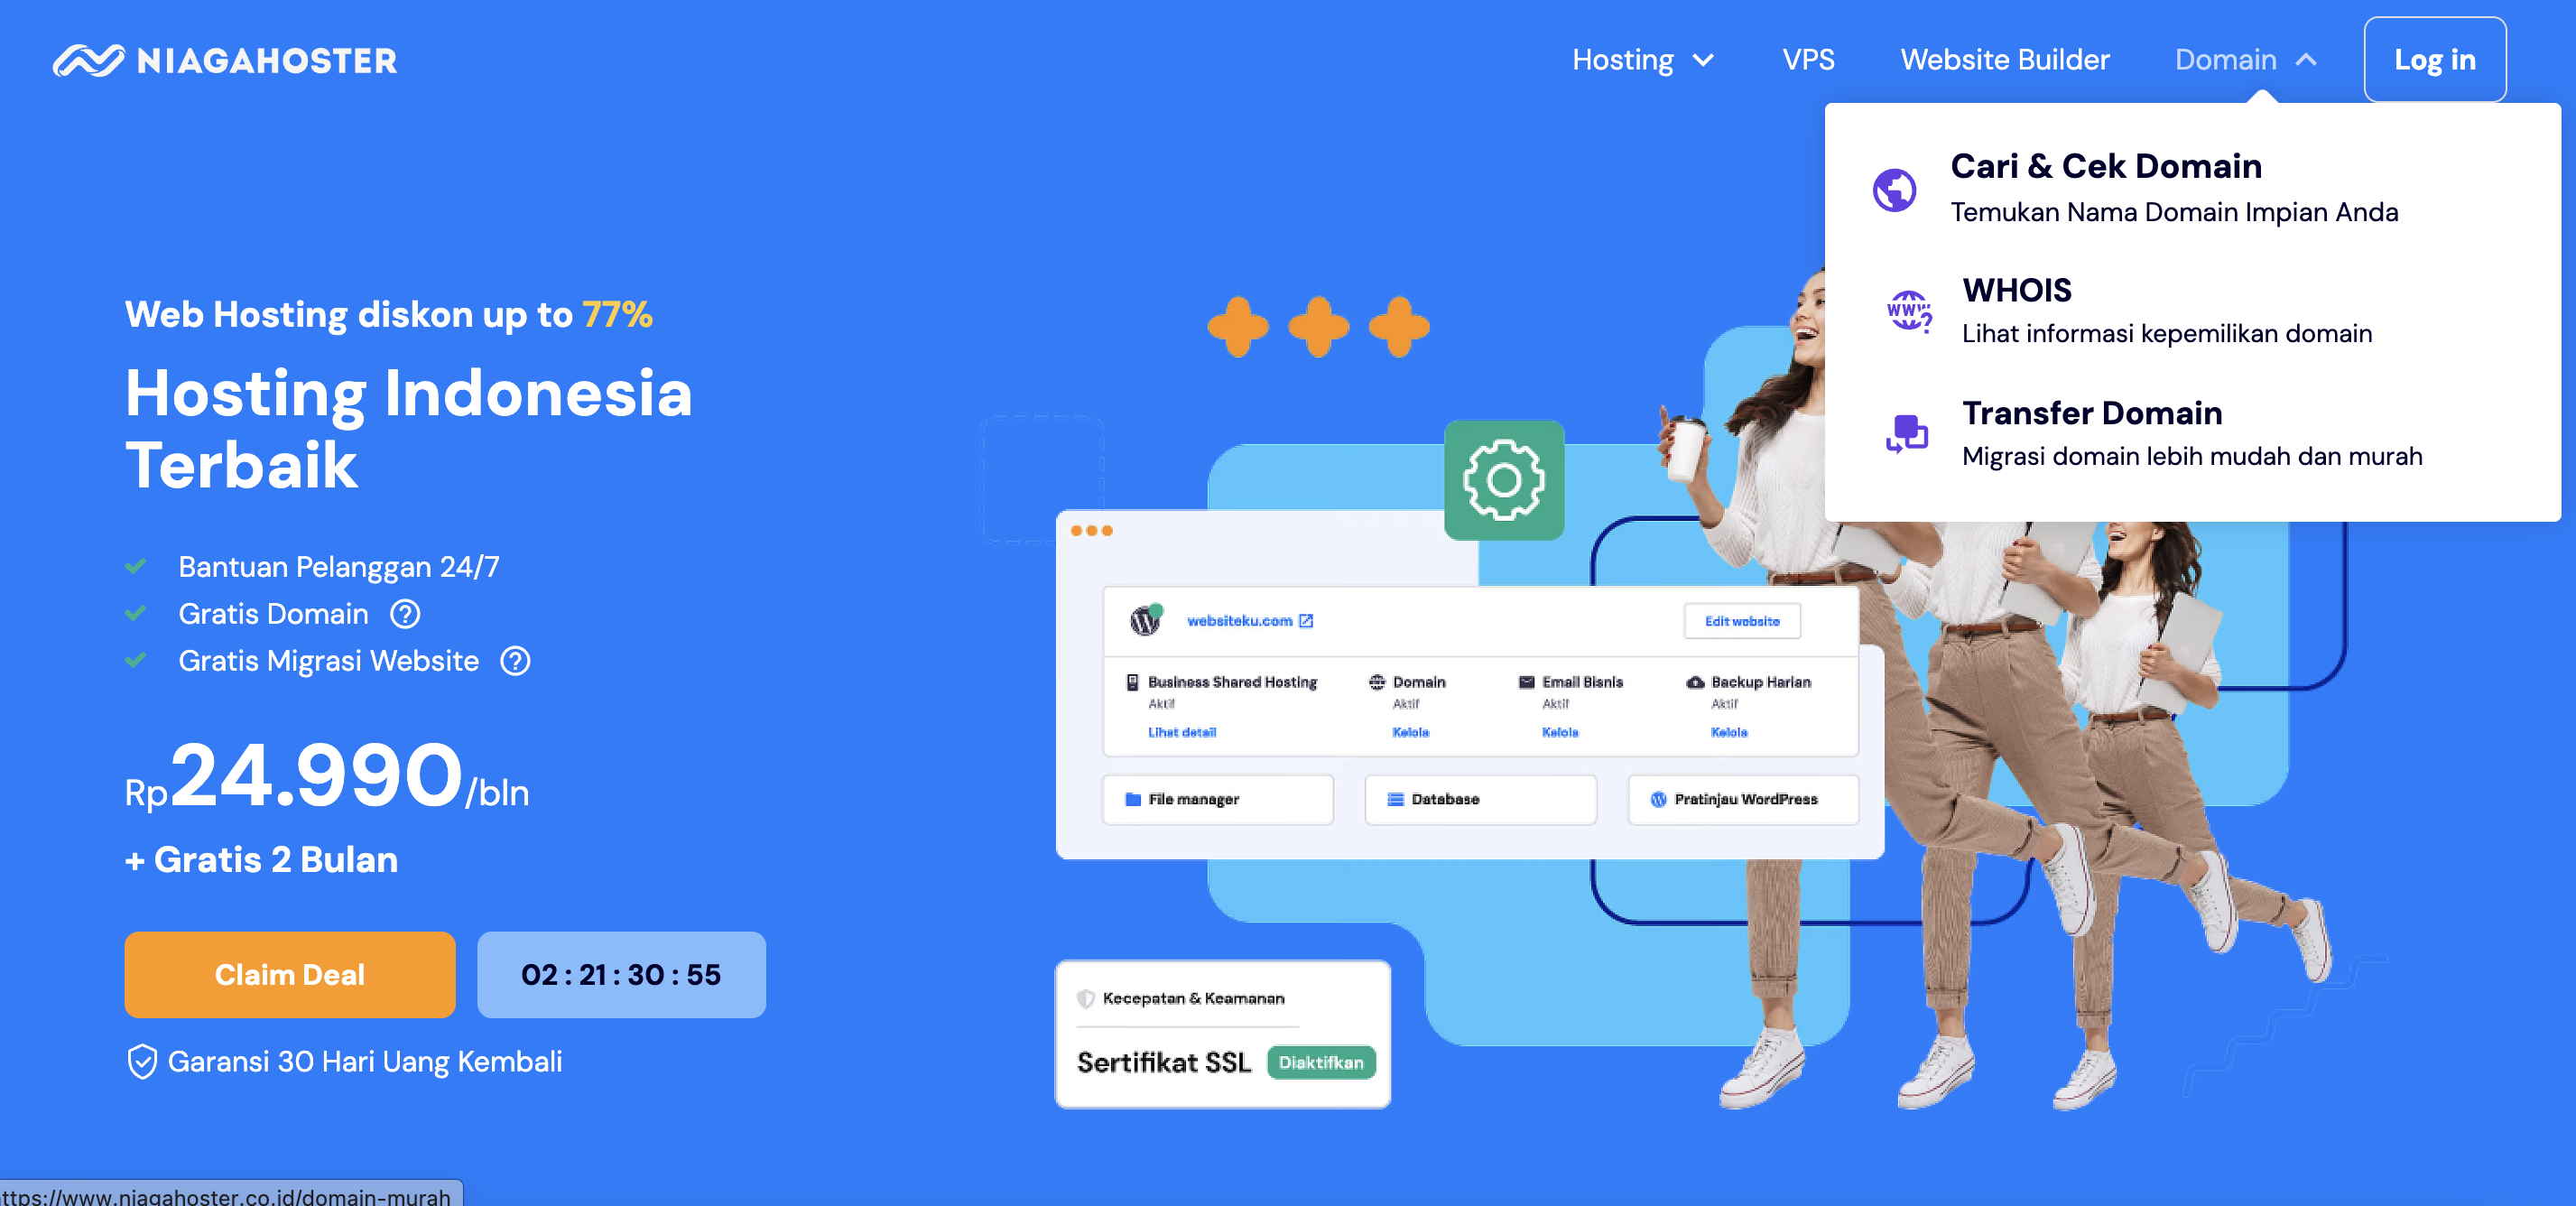 NIAGAHOSTER
Hosting
VPS
Website Builder
Domain
Log in
Cari & Cek Domain
Temukan Nama Domain Impian Anda
WHOIS
Lihat informasi kepemilikan domain
Transfer Domain
Migrasi domain lebih mudah dan murah
Web Hosting diskon up to 77%
Hosting Indonesia
Terbaik
Bantuan Pelanggan 24/7
Gratis Domain
Gratis Migrasi Website
Rp24.990/bln
+ Gratis 2 Bulan
Claim Deal
02 : 21 : 30 : 55
Garansi 30 Hari Uang Kembali
websiteku.com
Edit website
Business Shared Hosting
Aktif
Lihat detail
Domain
Aktif
Kelola
Email Bisnis
Aktif
Kelola
Backup Harian
Aktif
Kelola
File manager
Database
Pratinjau WordPress
Kecepatan & Keamanan
Sertifikat SSL
Diaktifkan
ttps://www.niagahoster.co.id/domain-murah